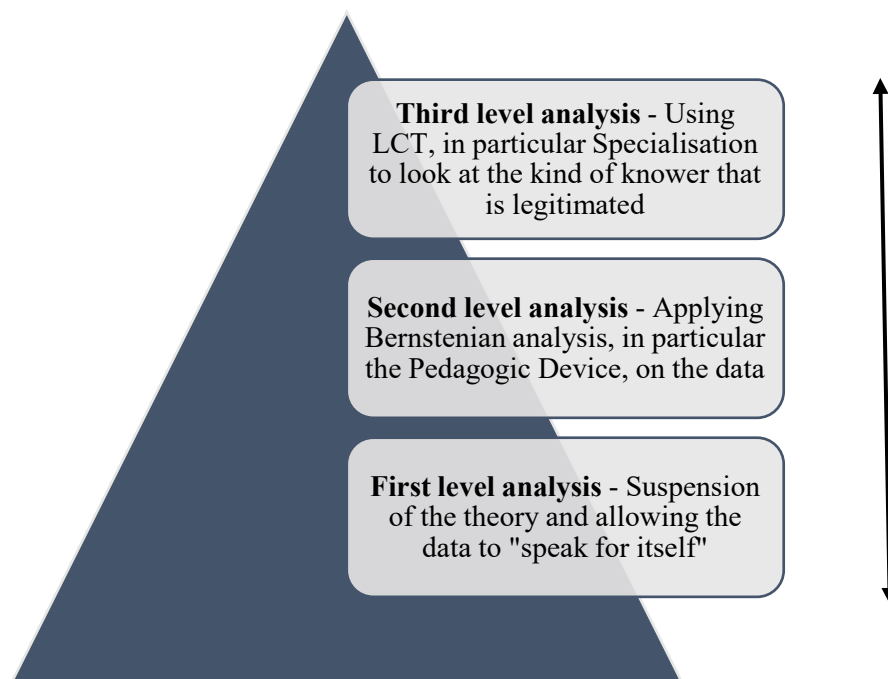 Third level analysis - Using
LCT, in particular Specialisation
to look at the kind of knower that
is legitimated
Second level analysis - Applying
Bernstenian analysis, in particular
the Pedagogic Device, on the data
First level analysis - Suspension
of the theory and allowing the
data to "speak for itself"